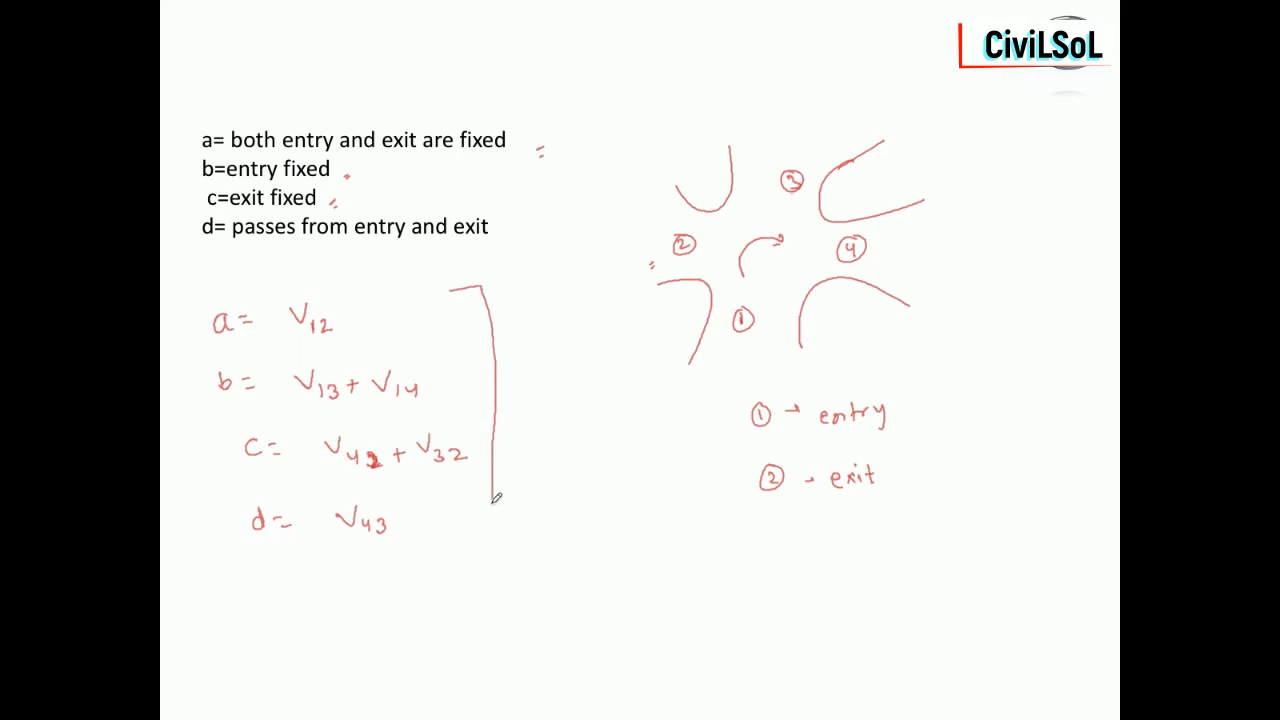 CiviLSoL
a= both entry and exit are fixed
b=entry fixed
c=exit fixed
d= passes from entry and exit
a= V12
b= V13 + V14
c= V42 + V32
d= V43
3
2
4
1
1 → entry
2 → exit